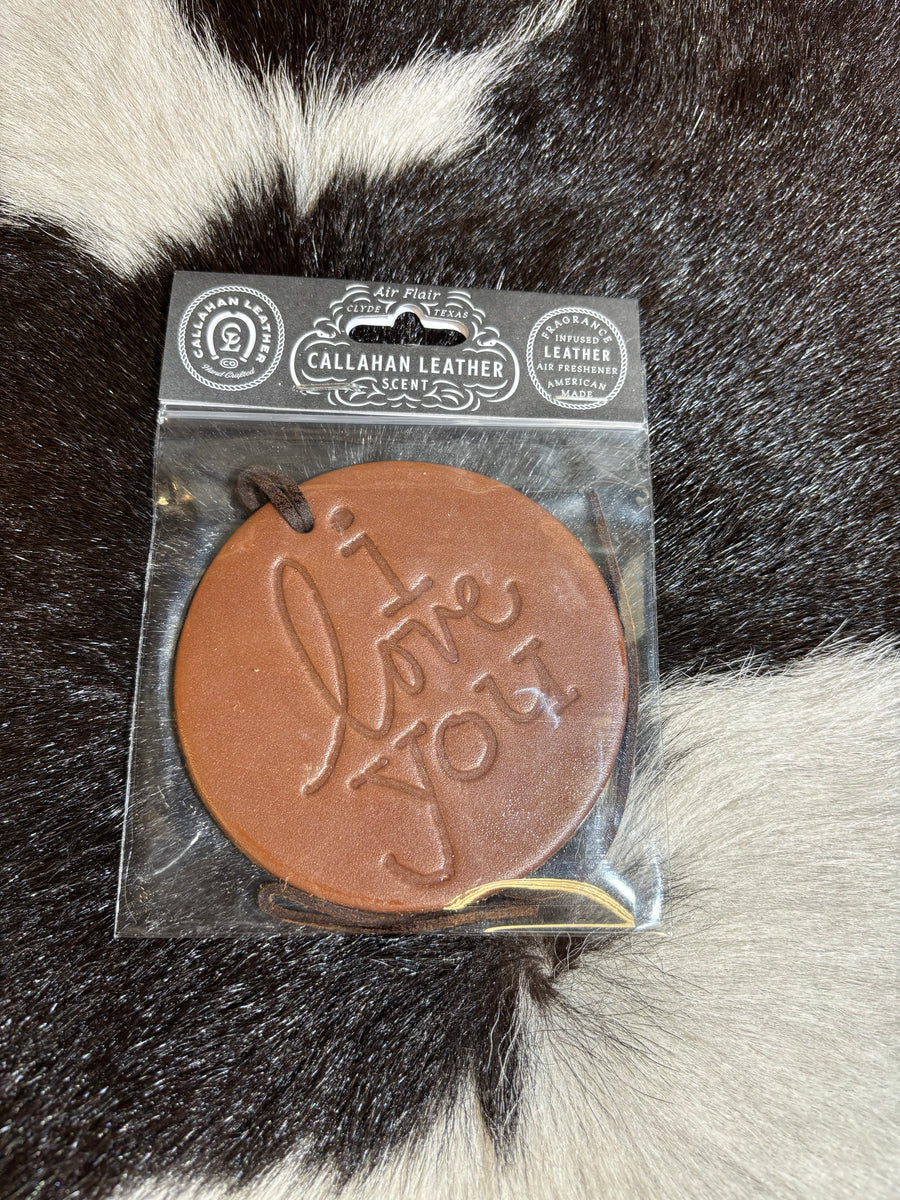 CALLAHAN LEATHER
CL
CO
Hand Crafted
Air Flair
CLYDE TEXAS
CALLAHAN LEATHER
SCENT
FRAGRANCE
INFUSED
LEATHER
AIR FRESHENER
AMERICAN
MADE
i
love
you